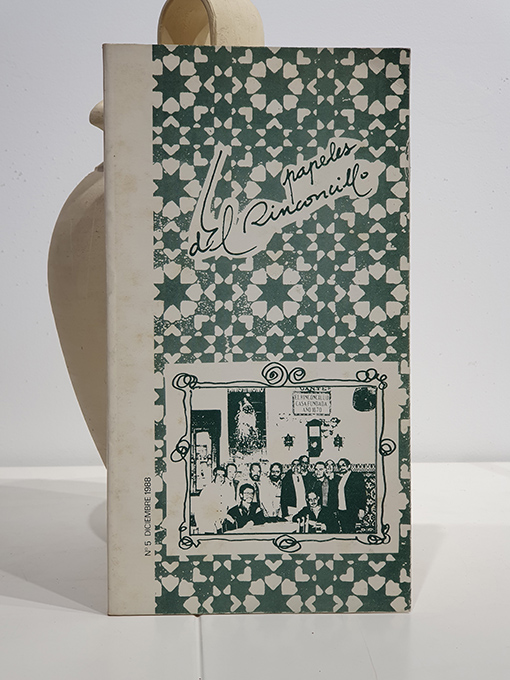 papeles
del Rinconcillo
EL RINCONCILLO
CASA FUNDADA
AÑO 1670
Nº 5 DICIEMBRE 1988